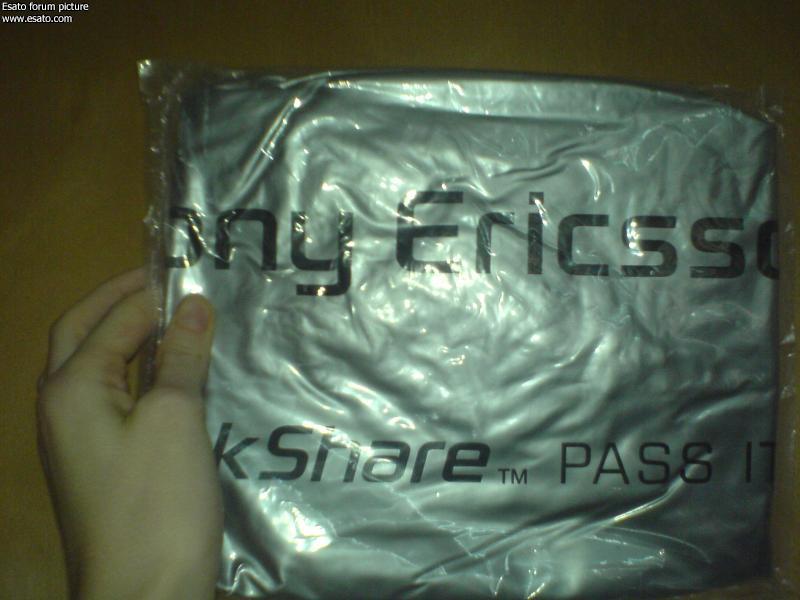 Esato forum picture
www.esato.com
ony Ericsso
kShare™ PASS IT